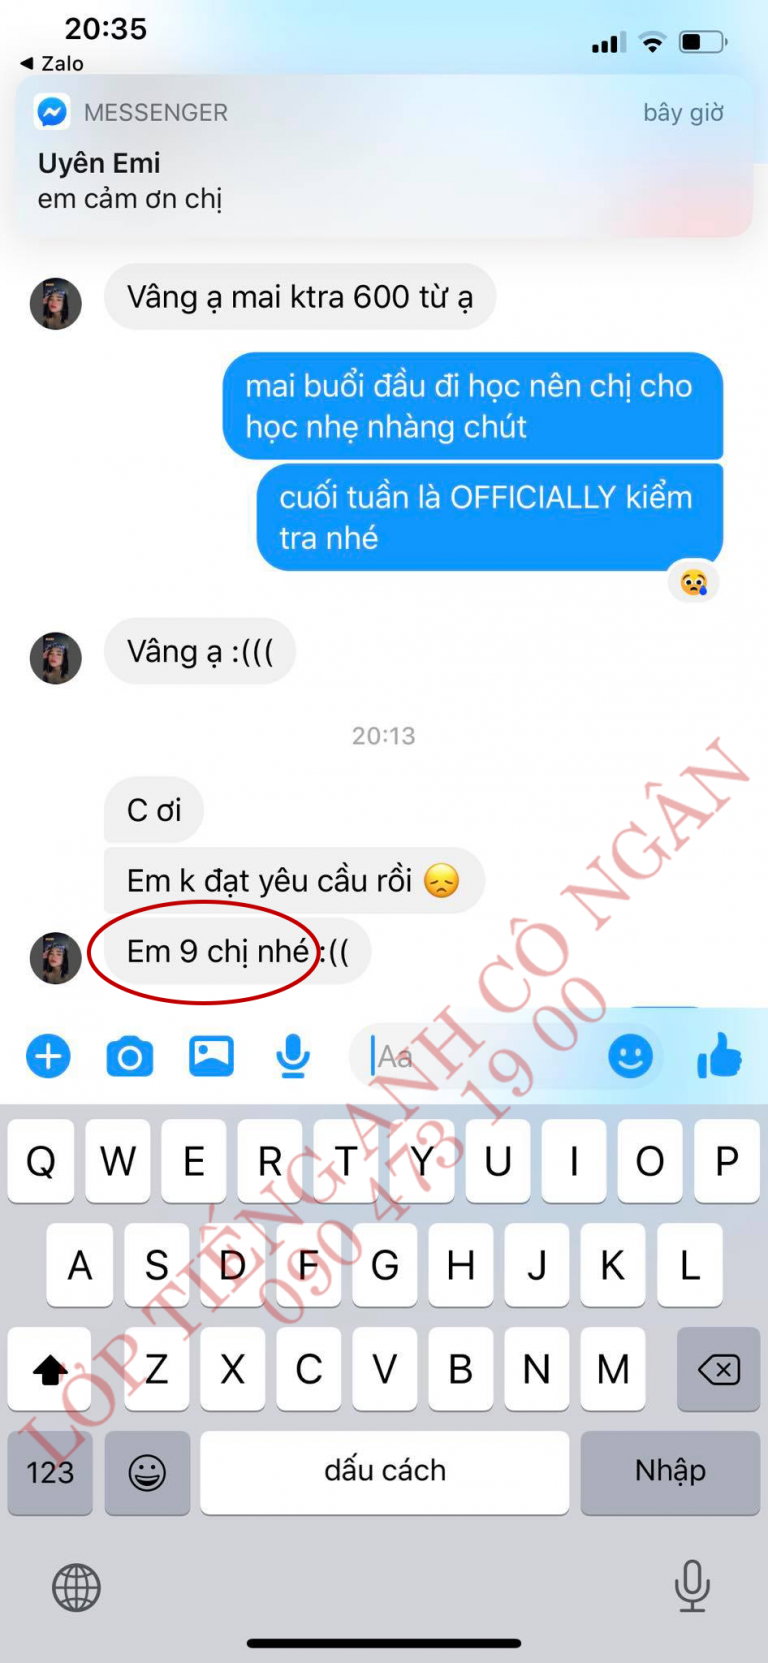 20:35
◀ Zalo
MESSENGER
bây giờ
Uyên Emi
em cảm ơn chị
Vâng ạ mai ktra 600 từ ạ
mai buổi đầu đi học nên chị cho
học nhẹ nhàng chút
cuối tuần là OFFICIALLY kiểm
tra nhé
Vâng ạ :(((
20:13
C ơi
Em k đạt yêu cầu rồi 😞
Em 9 chị nhé :((
Aa
LỚP TIẾNG ANH CÔ NGÂN
090 473 19 00
Q W E R T Y U I O P
A S D F G H J K L
Z X C V B N M
123
dấu cách
Nhập